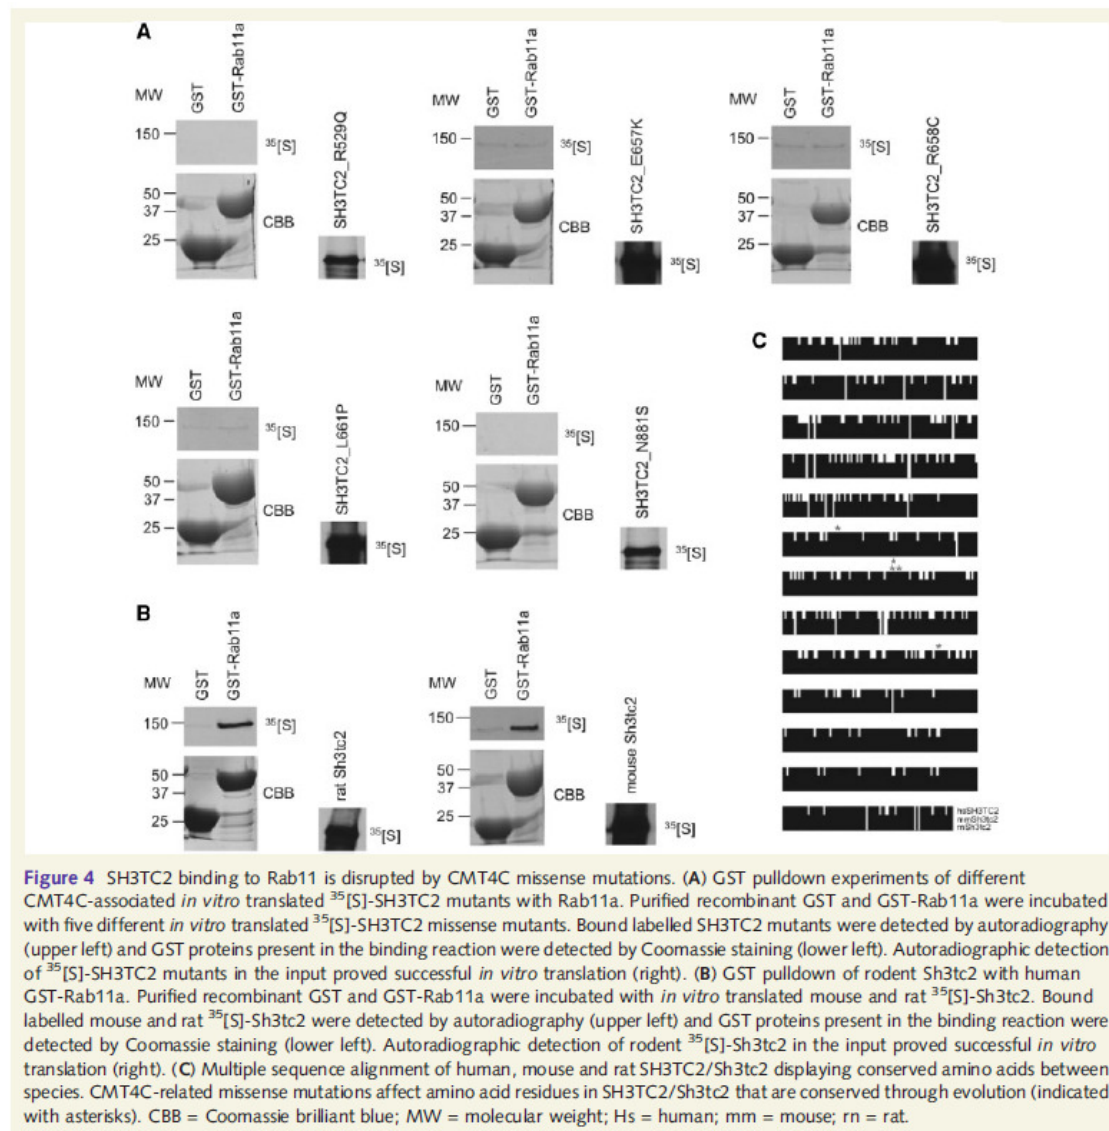 A
MW
GST
GST-Rab11a
150
35[S]
50
37
25
CBB
SH3TC2_R529Q
35[S]
MW
GST
GST-Rab11a
150
35[S]
50
37
25
CBB
SH3TC2_E657K
35[S]
MW
GST
GST-Rab11a
150
35[S]
50
37
25
CBB
SH3TC2_R658C
35[S]
MW
GST
GST-Rab11a
150
35[S]
50
37
25
CBB
SH3TC2_L661P
35[S]
MW
GST
GST-Rab11a
150
35[S]
50
37
25
CBB
SH3TC2_N881S
35[S]
C
*
*
**
*
hsSH3TC2
mmSh3tc2
rnSh3tc2
B
MW
GST
GST-Rab11a
150
35[S]
50
37
25
CBB
rat Sh3tc2
35[S]
MW
GST
GST-Rab11a
150
35[S]
50
37
25
CBB
mouse Sh3tc2
35[S]
Figure 4 SH3TC2 binding to Rab11 is disrupted by CMT4C missense mutations. (A) GST pulldown experiments of different
CMT4C-associated in vitro translated 35[S]-SH3TC2 mutants with Rab11a. Purified recombinant GST and GST-Rab11a were incubated
with five different in vitro translated 35[S]-SH3TC2 missense mutants. Bound labelled SH3TC2 mutants were detected by autoradiography
(upper left) and GST proteins present in the binding reaction were detected by Coomassie staining (lower left). Autoradiographic detection
of 35[S]-SH3TC2 mutants in the input proved successful in vitro translation (right). (B) GST pulldown of rodent Sh3tc2 with human
GST-Rab11a. Purified recombinant GST and GST-Rab11a were incubated with in vitro translated mouse and rat 35[S]-Sh3tc2. Bound
labelled mouse and rat 35[S]-Sh3tc2 were detected by autoradiography (upper left) and GST proteins present in the binding reaction were
detected by Coomassie staining (lower left). Autoradiographic detection of rodent 35[S]-Sh3tc2 in the input proved successful in vitro
translation (right). (C) Multiple sequence alignment of human, mouse and rat SH3TC2/Sh3tc2 displaying conserved amino acids between
species. CMT4C-related missense mutations affect amino acid residues in SH3TC2/Sh3tc2 that are conserved through evolution (indicated
with asterisks). CBB = Coomassie brilliant blue; MW = molecular weight; Hs = human; mm = mouse; rn = rat.